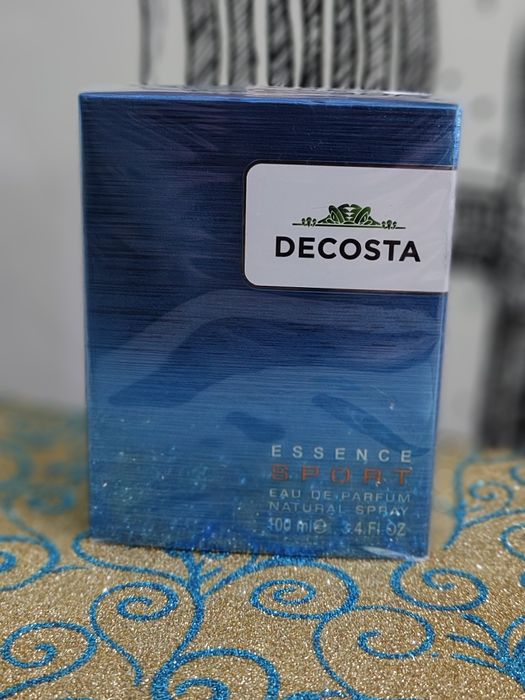 DECOSTA
ESSENCE
SPORT
EAU DE PARFUM
NATURAL SPRAY
100 ml e 3.4.Fl OZ